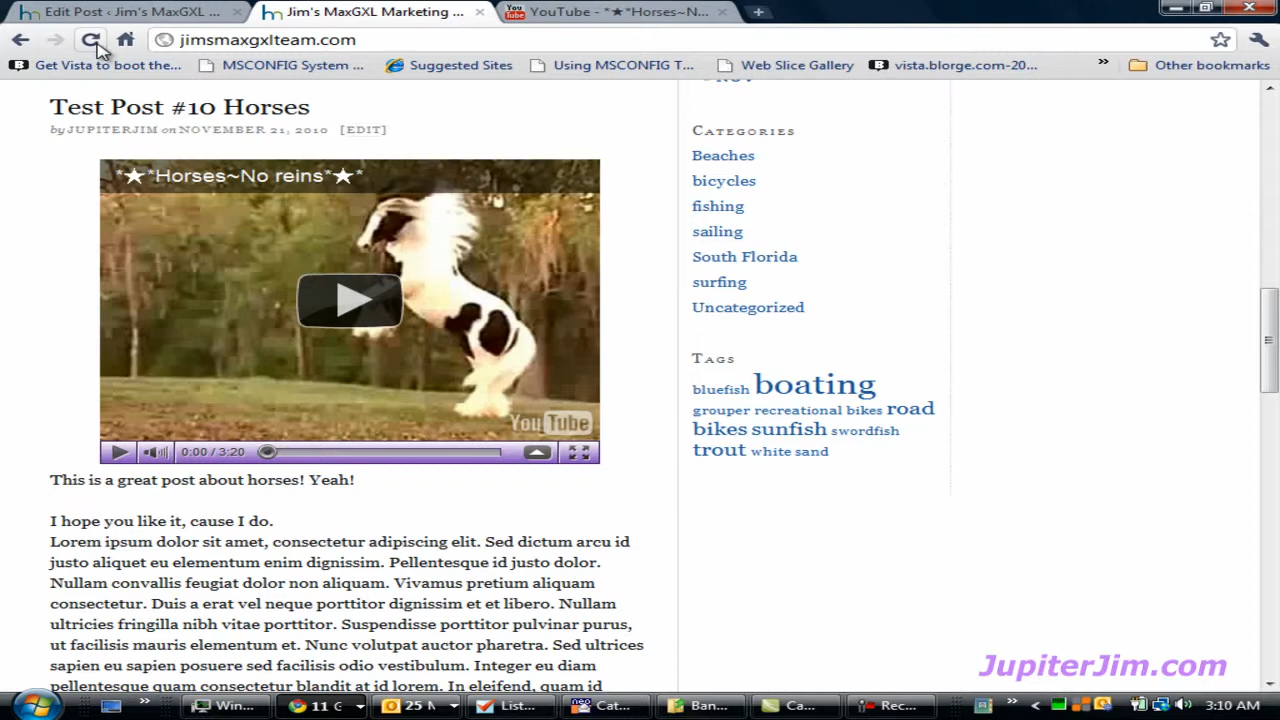 Edit Post ‹ Jim's MaxGXL ...
Jim's MaxGXL Marketing ...
YouTube - *★*Horses~N...
jimsmaxgxlteam.com
Get Vista to boot the...
MSCONFIG System ...
Suggested Sites
Using MSCONFIG T...
Web Slice Gallery
vista.blorge.com-20...
»
Other bookmarks
Test Post #10 Horses
by JUPITERJIM on NOVEMBER 21, 2010 [EDIT]
*★*Horses~No reins*★*
YouTube
0:00 / 3:20
This is a great post about horses! Yeah!
I hope you like it, cause I do.
Lorem ipsum dolor sit amet, consectetur adipiscing elit. Sed dictum arcu id
justo aliquet eu elementum enim dignissim. Pellentesque id justo dolor.
Nullam convallis feugiat dolor non aliquam. Vivamus pretium aliquam
consectetur. Duis a erat vel neque porttitor dignissim et et libero. Nullam
ultricies fringilla nibh vitae porttitor. Suspendisse porttitor pulvinar purus,
ut facilisis mauris elementum et. Nunc volutpat auctor pharetra. Sed ultrices
sapien eu sapien posuere sed facilisis odio vestibulum. Integer eu diam
pellentesque quam consectetur blandit at id lorem. In eleifend, quam id
Categories
Beaches
bicycles
fishing
sailing
South Florida
surfing
Uncategorized
Tags
bluefish boating
grouper recreational bikes road
bikes sunfish swordfish
trout white sand
JupiterJim.com
Win...
11 G
25 M
List...
Cat...
Ban...
Ca...
Rec...
3:10 AM